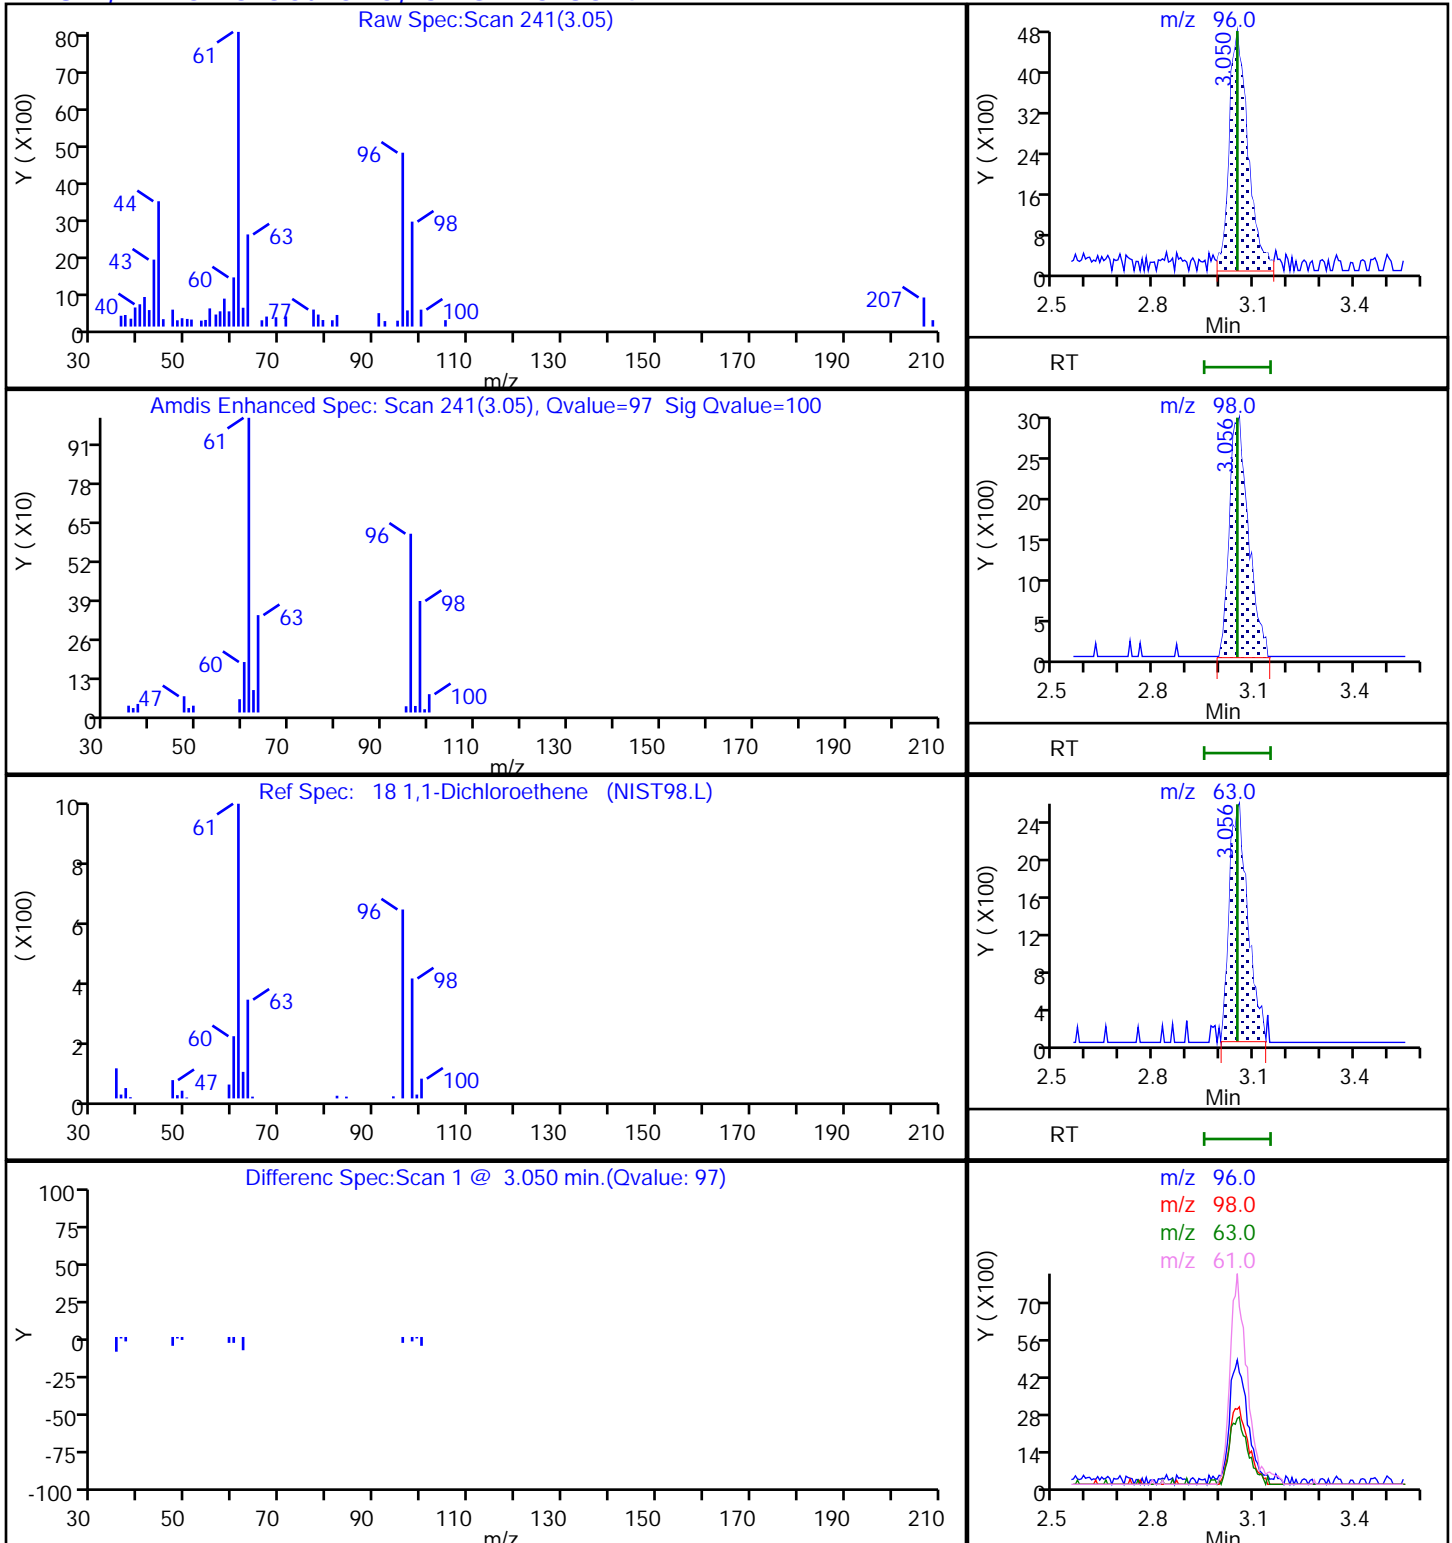 Raw Spec:Scan 241(3.05)
Y ( X100)
80
70
60
50
40
30
20
10
0
61
96
44
98
63
43
60
40
77
100
207
30 50 70 90 110 130 150 170 190 210
m/z
m/z 96.0
Y ( X100)
48
40
32
24
16
8
0
3.050
2.5 2.8 3.1 3.4
Min
RT
Amdis Enhanced Spec: Scan 241(3.05), Qvalue=97 Sig Qvalue=100
Y ( X10)
91
78
65
52
39
26
13
0
61
96
98
63
60
47
100
30 50 70 90 110 130 150 170 190 210
m/z
m/z 98.0
Y ( X100)
30
25
20
15
10
5
0
3.056
2.5 2.8 3.1 3.4
Min
RT
Ref Spec: 18 1,1-Dichloroethene (NIST98.L)
( X100)
10
8
6
4
2
0
61
96
98
63
60
47
100
30 50 70 90 110 130 150 170 190 210
m/z 63.0
Y ( X100)
24
20
16
12
8
4
0
3.056
2.5 2.8 3.1 3.4
Min
RT
Differenc Spec:Scan 1 @ 3.050 min.(Qvalue: 97)
Y
100
75
50
25
0
-25
-50
-75
-100
30 50 70 90 110 130 150 170 190 210
m/z
m/z 96.0
m/z 98.0
m/z 63.0
m/z 61.0
Y ( X100)
70
56
42
28
14
0
2.5 2.8 3.1 3.4
Min